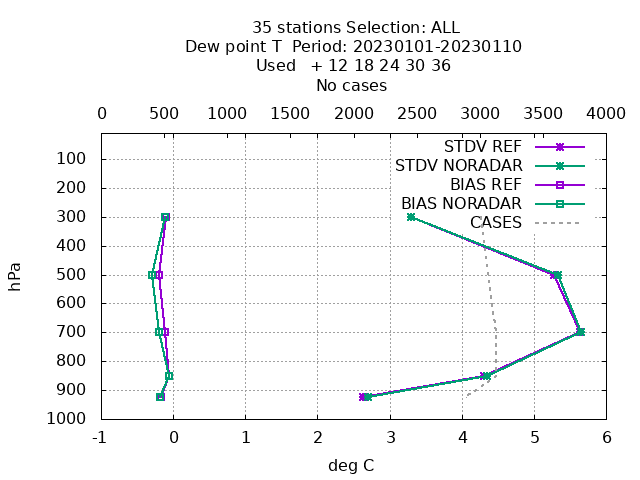 35 stations Selection: ALL
Dew point T  Period: 20230101-20230110
Used   + 12 18 24 30 36
No cases
0 500 1000 1500 2000 2500 3000 3500 4000
STDV REF
STDV NORADAR
BIAS REF
BIAS NORADAR
CASES
100
200
300
400
500
600
700
800
900
1000
hPa
-1 0 1 2 3 4 5 6
deg C